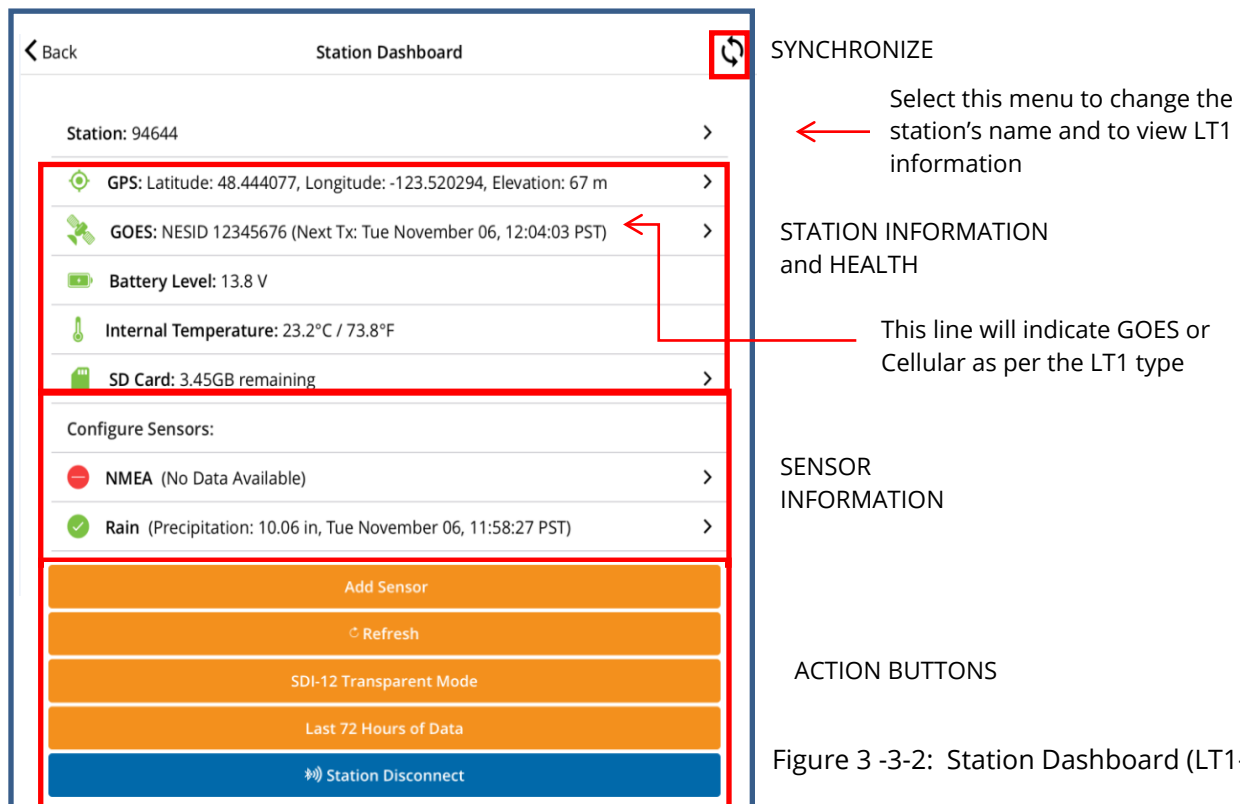 Back
Station Dashboard
SYNCHRONIZE
Select this menu to change the
station's name and to view LT1
information
Station: 94644
GPS: Latitude: 48.444077, Longitude: -123.520294, Elevation: 67 m
GOES: NESID 12345676 (Next Tx: Tue November 06, 12:04:03 PST)
Battery Level: 13.8 V
Internal Temperature: 23.2°C / 73.8°F
SD Card: 3.45GB remaining
STATION INFORMATION
and HEALTH
This line will indicate GOES or
Cellular as per the LT1 type
Configure Sensors:
NMEA (No Data Available)
Rain (Precipitation: 10.06 in, Tue November 06, 11:58:27 PST)
SENSOR
INFORMATION
Add Sensor
Refresh
SDI-12 Transparent Mode
Last 72 Hours of Data
Station Disconnect
ACTION BUTTONS
Figure 3 -3-2: Station Dashboard (LT1-